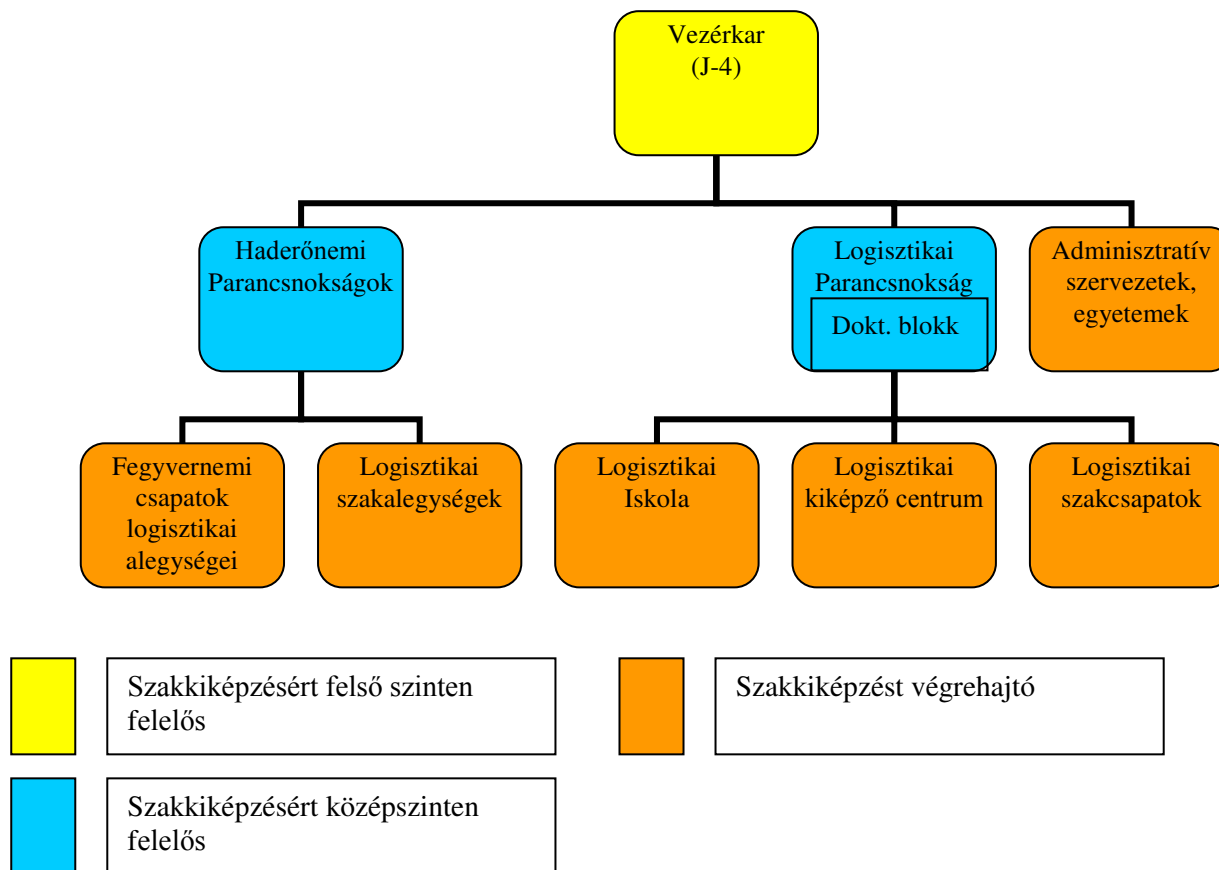 Vezérkar
(J-4)
Haderőnemi
Parancsnokságok
Logisztikai
Parancsnokság
Dokt. blokk
Adminisztratív
szervezetek,
egyetemek
Fegyvernemi
csapatok
logisztikai
alegységei
Logisztikai
szakalegységek
Logisztikai
Iskola
Logisztikai
kiképző centrum
Logisztikai
szakcsapatok
Szakkiképzésért felső szinten
felelős
Szakkiképzést végrehajtó
Szakkiképzésért középszinten
felelős